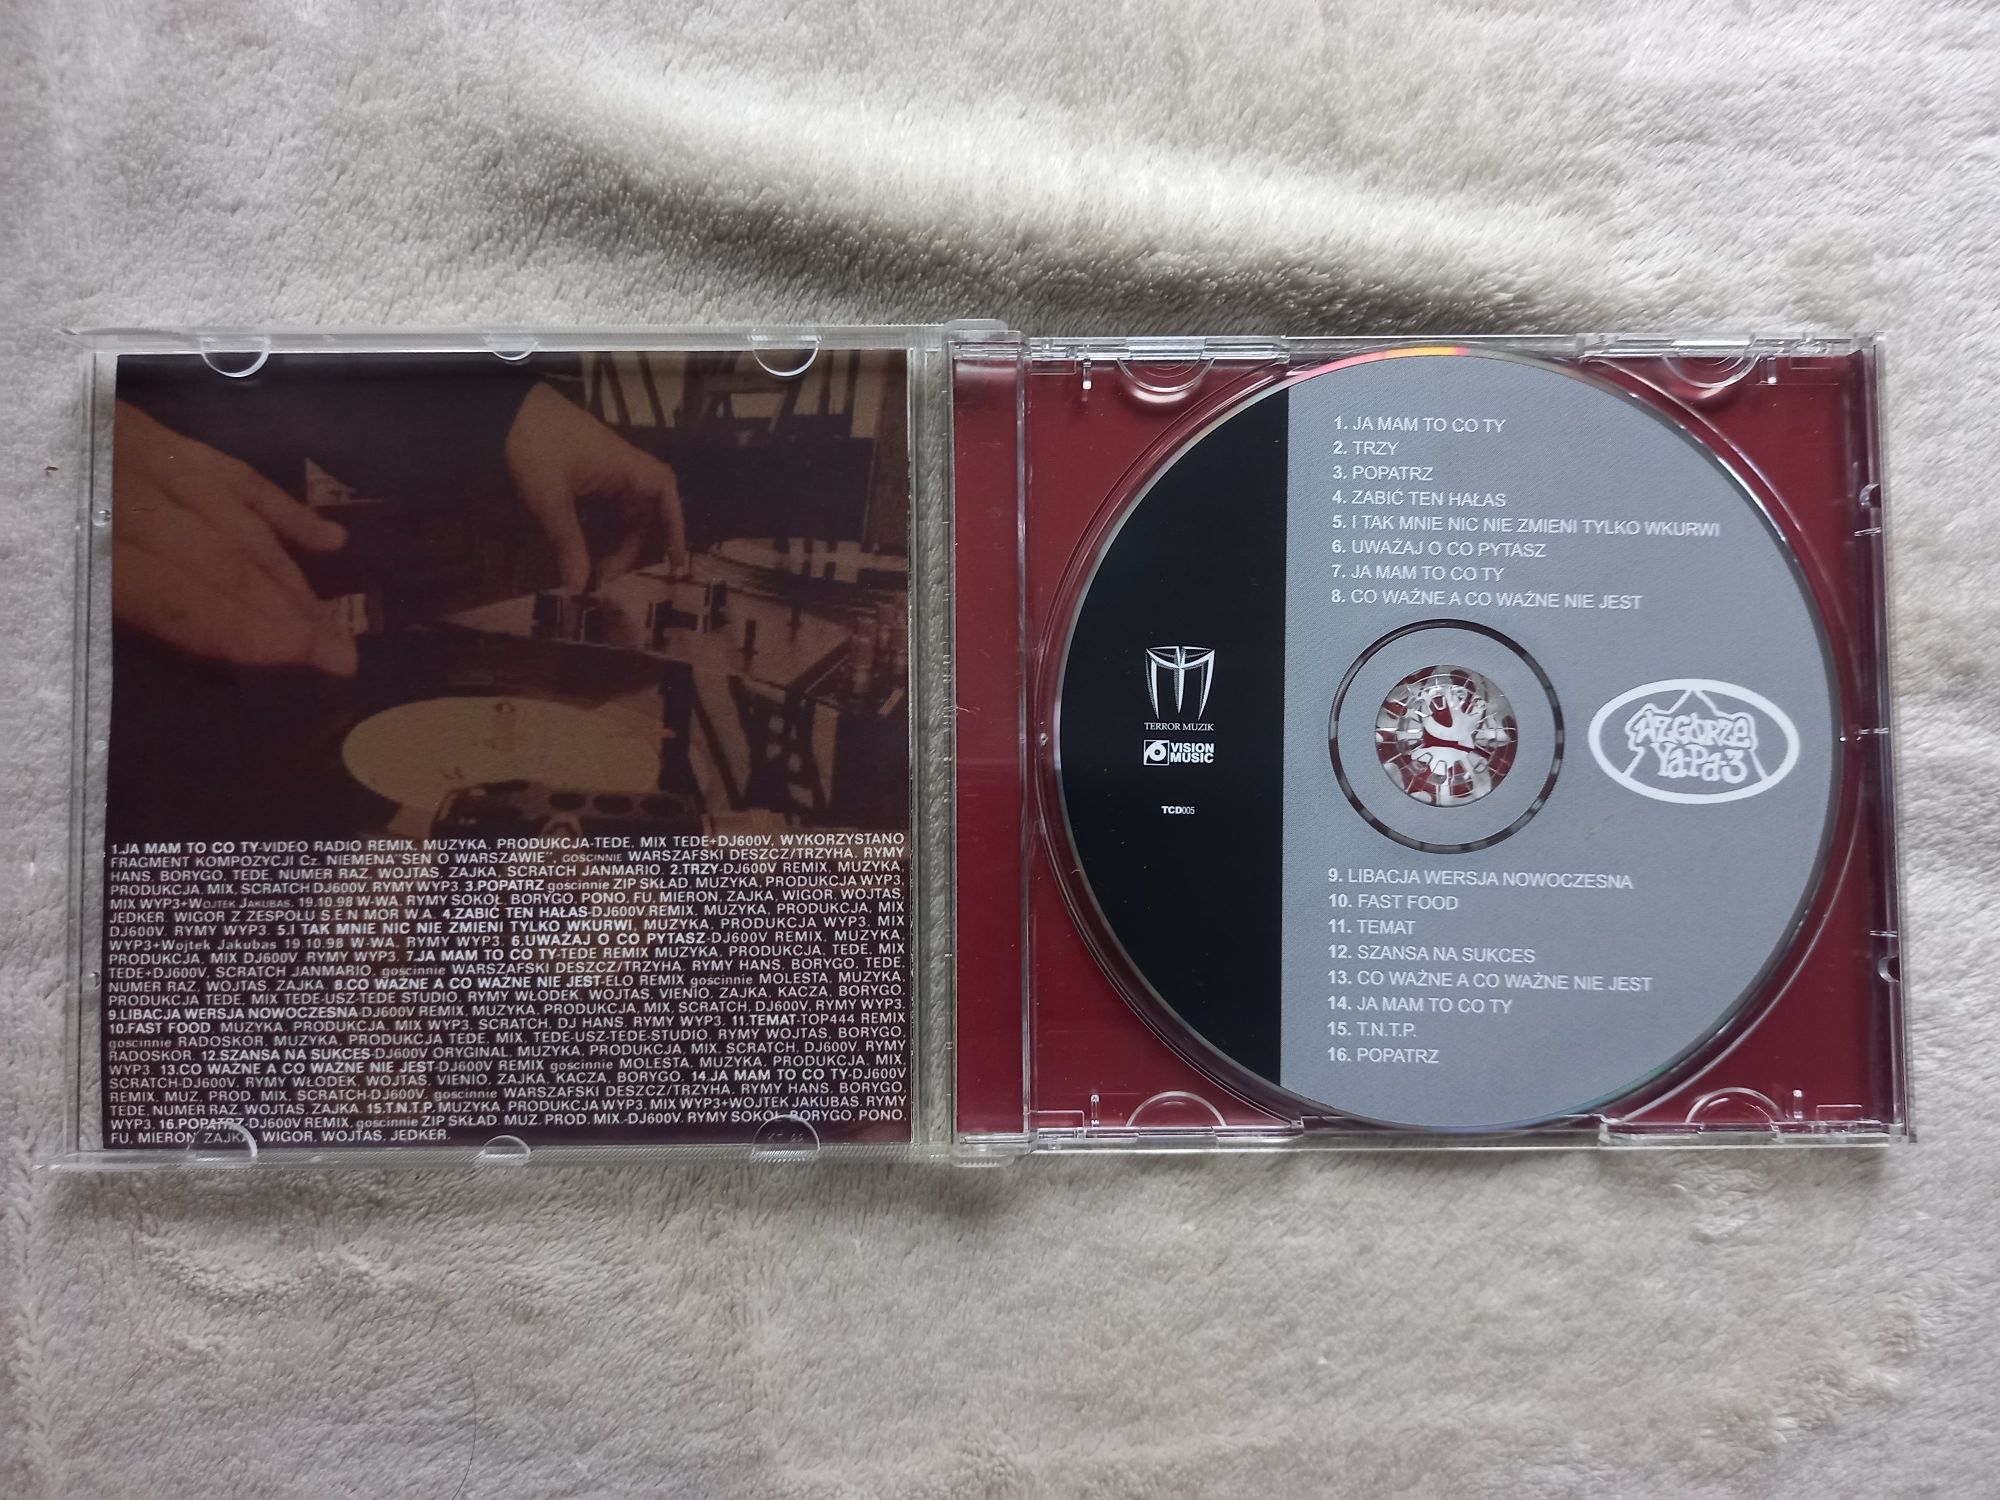 1.JA MAM TO CO TY-VIDEO RADIO REMIX, MUZYKA, PRODUKCJA-TEDE, MIX TEDE+DJ600V, WYKORZYSTANO
FRAGMENT KOMPOZYCJI Cz. NIEMENA"SEN O WARSZAWIE", goscinnie WARSZAFSKI DESZCZ/TRZYHA. RYMY
HANS, BORYGO, TEDE, NUMER RAZ, WOJTAS, ZAJKA, SCRATCH JANMARIO. 2.TRZY-DJ600V REMIX, MUZYKA,
PRODUKCJA, MIX, SCRATCH DJ600V. RYMY WYP3. 3.POPATRZ goscinnie ZIP SKŁAD, MUZYKA, PRODUKCJA WYP3,
MIX WYP3+Wojtek Jakubas. 19.10.98 W-WA, RYMY SOKOŁ, BORYGO, PONO, FU, MIERON, ZAJKA, WIGOR, WOJTAS,
JEDKER. WIGOR Z ZESPOŁU S.E.N MOR W.A. 4.ZABIĆ TEN HAŁAS-DJ600V REMIX, MUZYKA, PRODUKCJA, MIX
DJ600V. RYMY WYP3. 5.I TAK MNIE NIC NIE ZMIENI TYLKO WKURWI, MUZYKA, PRODUKCJA WYP3, MIX
WYP3+Wojtek Jakubas 19.10.98 W-WA, RYMY WYP3. 6.UWAŻAJ O CO PYTASZ-DJ600V REMIX, MUZYKA,
PRODUKCJA, MIX DJ600V. RYMY WYP3. 7.JA MAM TO CO TY-TEDE REMIX MUZYKA, PRODUKCJA, TEDE, MIX
TEDE+DJ600V, SCRATCH JANMARIO, goscinnie WARSZAFSKI DESZCZ/TRZYHA. RYMY HANS, BORYGO, TEDE,
NUMER RAZ, WOJTAS, ZAJKA. 8.CO WAŻNE A CO WAŻNE NIE JEST-ELO REMIX goscinnie MOLESTA, MUZYKA,
PRODUKCJA TEDE, MIX TEDE-USZ-TEDE STUDIO, RYMY WŁODEK, WOJTAS, VIENIO, ZAJKA, KACZA, BORYGO.
9.LIBACJA WERSJA NOWOCZESNA-DJ600V REMIX, MUZYKA, PRODUKCJA, MIX, SCRATCH, DJ600V, RYMY WYP3.
10.FAST FOOD, MUZYKA, PRODUKCJA, MIX WYP3, SCRATCH, DJ HANS. RYMY WYP3. 11.TEMAT-TOP444 REMIX
goscinnie RADOSKÓR, MUZYKA, PRODUKCJA TEDE, MIX, TEDE-USZ-TEDE-STUDIO. RYMY WOJTAS, BORYGO,
RADOSKÓR. 12.SZANSA NA SUKCES-DJ600V ORYGINAL, MUZYKA, PRODUKCJA, MIX. SCRATCH, DJ600V. RYMY
WYP3. 13.CO WAŻNE A CO WAŻNE NIE JEST-DJ600V REMIX goscinnie MOLESTA, MUZYKA, PRODUKCJA, MIX,
SCRATCH-DJ600V. RYMY WŁODEK, WOJTAS, VIENIO, ZAJKA, KACZA, BORYGO. 14.JA MAM TO CO TY-DJ600V
REMIX, MUZ, PROD. MIX, SCRATCH-DJ600V. goscinnie WARSZAFSKI DESZCZ/TRZYHA. RYMY HANS, BORYGO,
TEDE, NUMER RAZ, WOJTAS, ZAJKA. 15.T.N.T.P. MUZYKA, PRODUKCJA WYP3, MIX WYP3+WOJTEK JAKUBAS. RYMY
WYP3. 16.POPATRZ-DJ600V REMIX, goscinnie ZIP SKŁAD. MUZ. PROD. MIX.-DJ600V. RYMY SOKOŁ, BORYGO, PONO,
FU, MIERON, ZAJKA, WIGOR, WOJTAS, JEDKER.
1. JA MAM TO CO TY
2. TRZY
3. POPATRZ
4. ZABIĆ TEN HAŁAS
5. I TAK MNIE NIC NIE ZMIENI TYLKO WKURWI
6. UWAŻAJ O CO PYTASZ
7. JA MAM TO CO TY
8. CO WAŻNE A CO WAŻNE NIE JEST
TERROR MUZIK
VISION
MUSIC
TCD005
AZGORZE
YA-PA-3
9. LIBACJA WERSJA NOWOCZESNA
10. FAST FOOD
11. TEMAT
12. SZANSA NA SUKCES
13. CO WAŻNE A CO WAŻNE NIE JEST
14. JA MAM TO CO TY
15. T.N.T.P.
16. POPATRZ